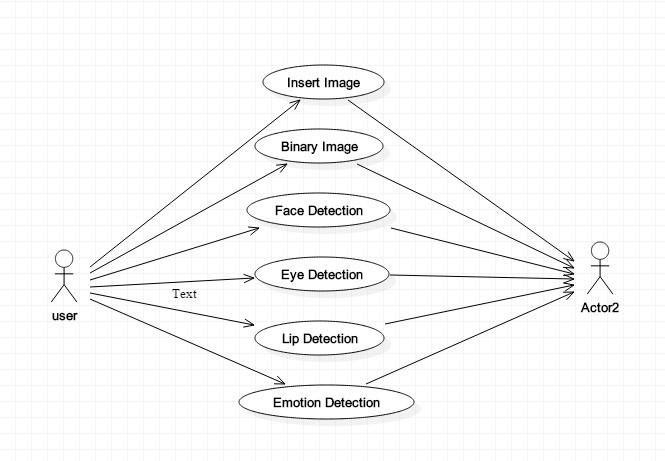 Insert Image
Binary Image
Face Detection
Eye Detection
Text
user
Actor2
Lip Detection
Emotion Detection